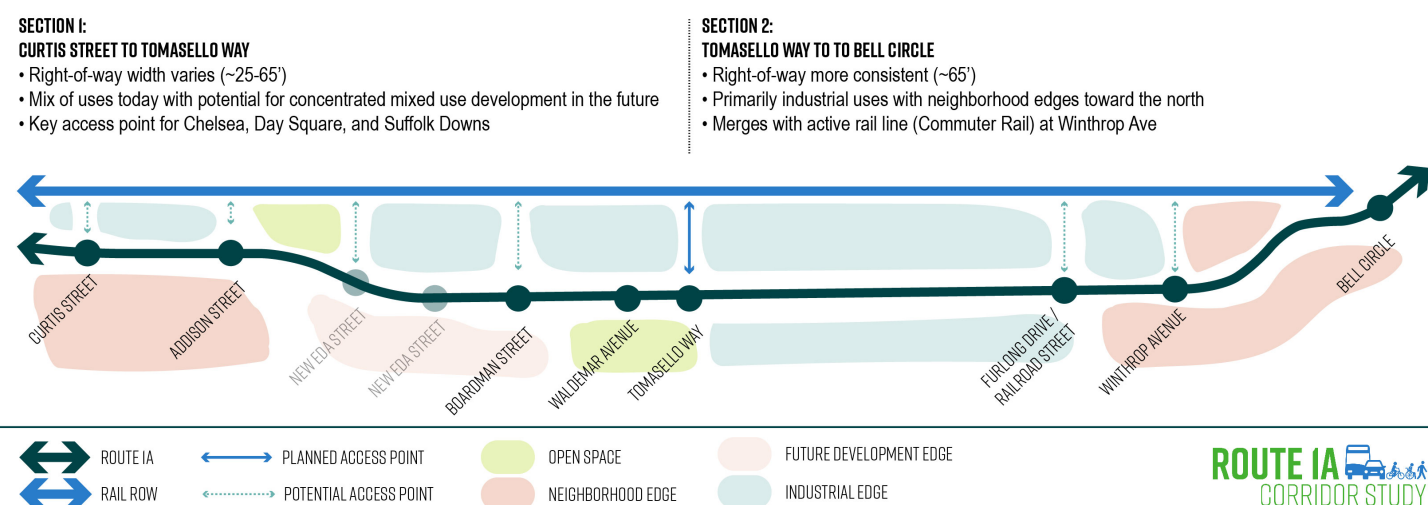 SECTION 1:
CURTIS STREET TO TOMASELLO WAY
• Right-of-way width varies (~25-65’)
• Mix of uses today with potential for concentrated mixed use development in the future
• Key access point for Chelsea, Day Square, and Suffolk Downs
SECTION 2:
TOMASELLO WAY TO TO BELL CIRCLE
• Right-of-way more consistent (~65’)
• Primarily industrial uses with neighborhood edges toward the north
• Merges with active rail line (Commuter Rail) at Winthrop Ave
CURTIS STREET
ADDISON STREET
NEW EDA STREET
NEW EDA STREET
BOARDMAN STREET
WALDEMAR AVENUE
TOMASELLO WAY
FURLONG DRIVE /
RAILROAD STREET
WINTHROP AVENUE
BELL CIRCLE
ROUTE 1A
RAIL ROW
PLANNED ACCESS POINT
POTENTIAL ACCESS POINT
OPEN SPACE
NEIGHBORHOOD EDGE
FUTURE DEVELOPMENT EDGE
INDUSTRIAL EDGE
ROUTE 1A
CORRIDOR STUDY